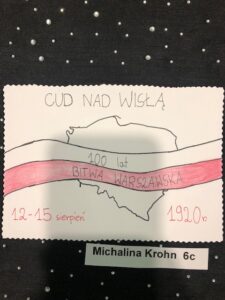 CUD NAD WISŁĄ
100 lat
BITWA WARSZAWSKA
12-15 sierpień 1920r.
Michalina Krohn 6c